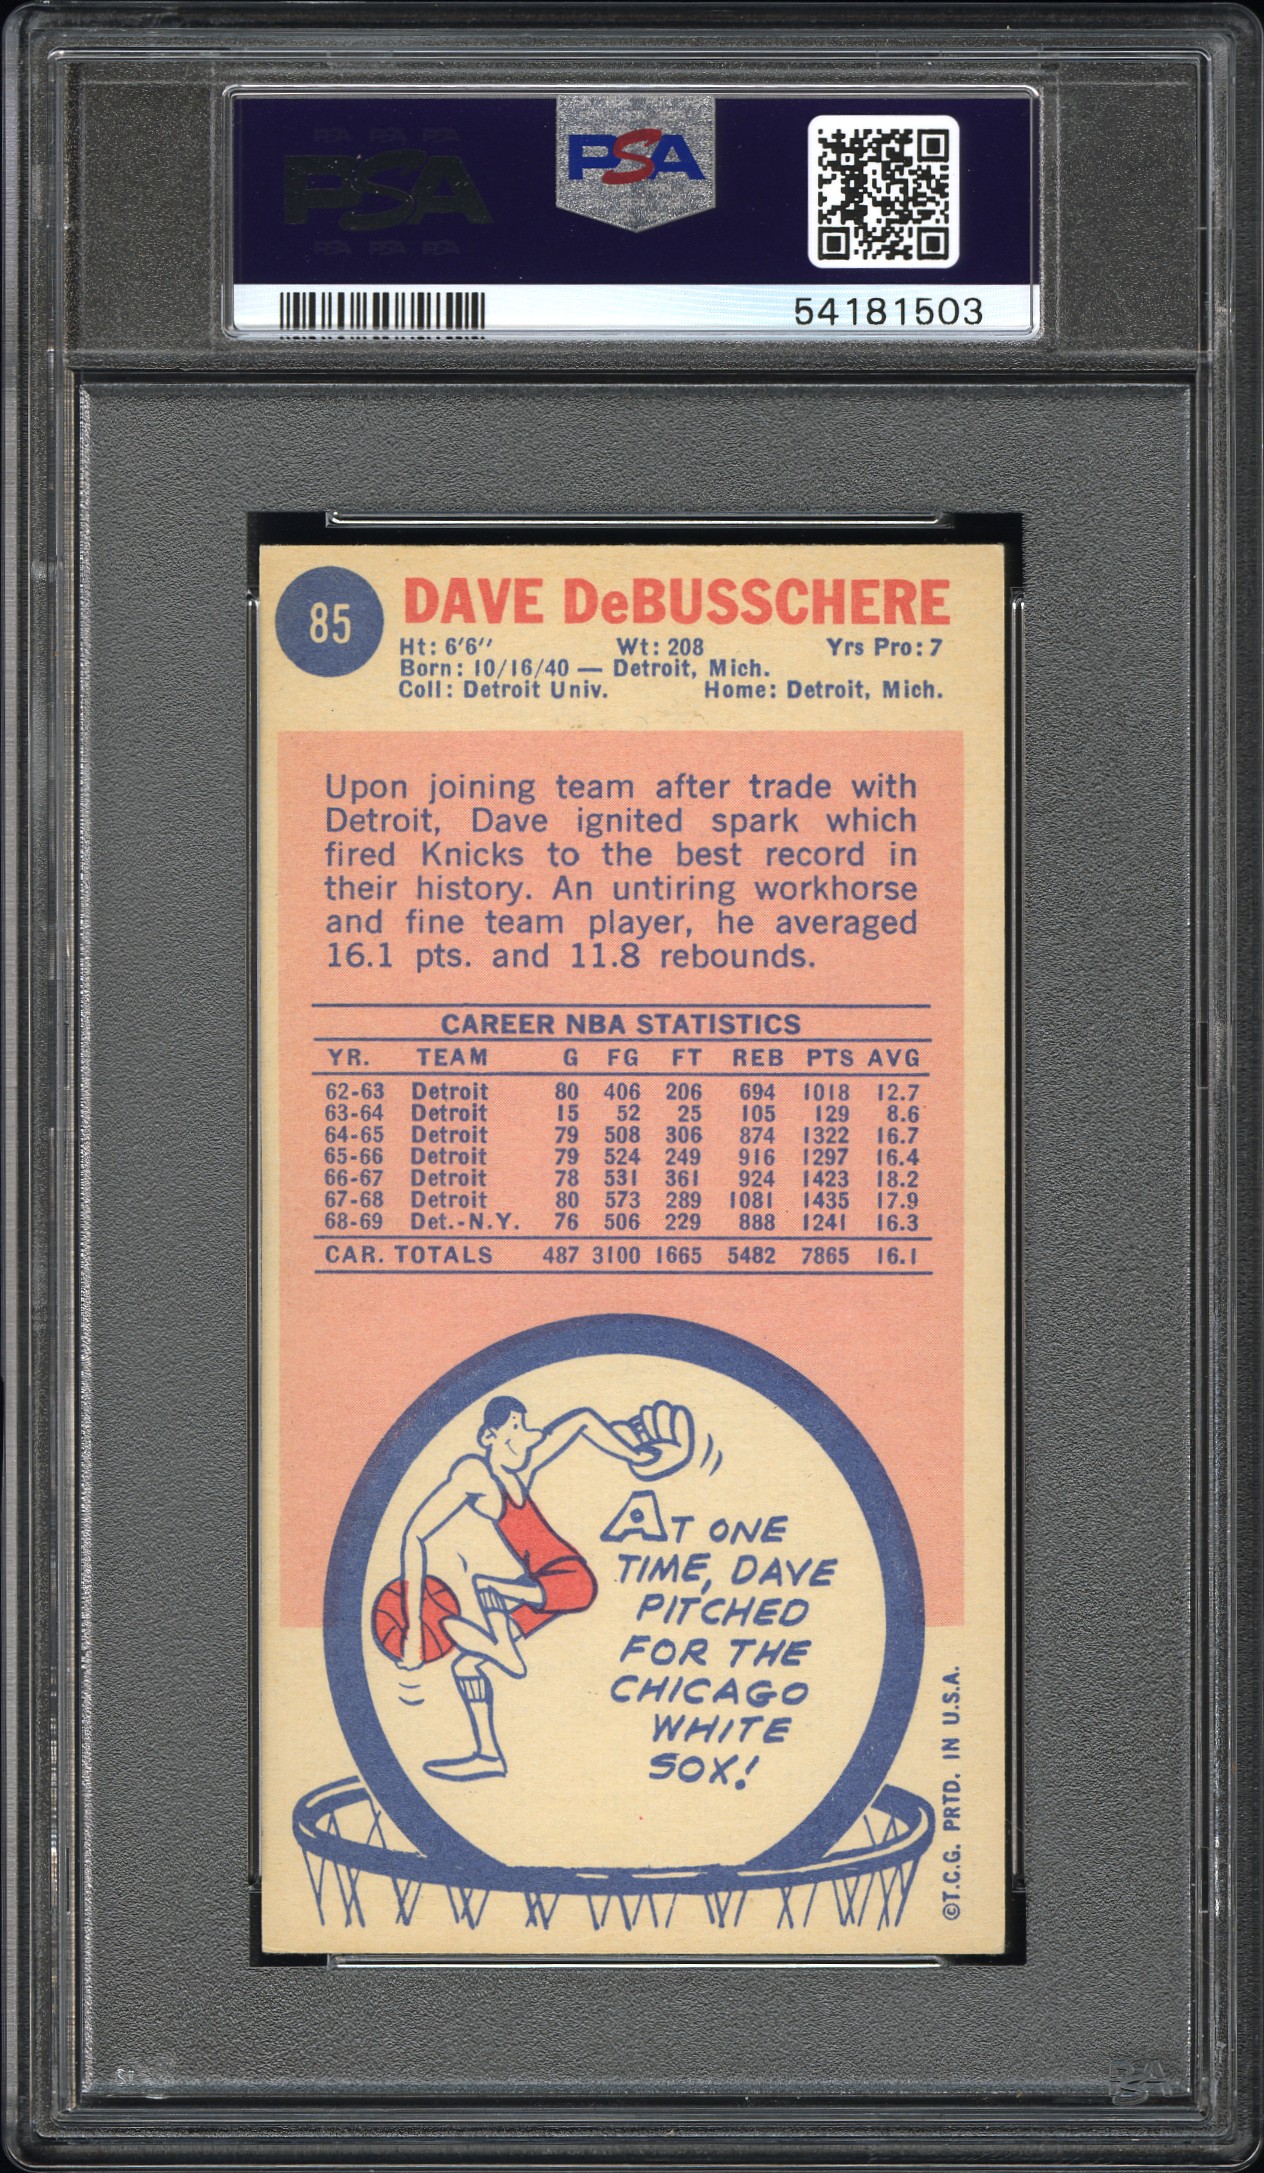 PSA PSA PSA
PSA
PSA PSA PSA
PSA
54181503
85
DAVE DeBUSSCHERE
Ht: 6'6'' Wt: 208 Yrs Pro: 7
Born: 10/16/40 — Detroit, Mich.
Coll: Detroit Univ. Home: Detroit, Mich.
Upon joining team after trade with
Detroit, Dave ignited spark which
fired Knicks to the best record in
their history. An untiring workhorse
and fine team player, he averaged
16.1 pts. and 11.8 rebounds.
CAREER NBA STATISTICS
YR. TEAM G FG FT REB PTS AVG
62-63 Detroit 80 406 206 694 1018 12.7
63-64 Detroit 15 52 25 105 129 8.6
64-65 Detroit 79 508 306 874 1322 16.7
65-66 Detroit 79 524 249 916 1297 16.4
66-67 Detroit 78 531 361 924 1423 18.2
67-68 Detroit 80 573 289 1081 1435 17.9
68-69 Det.-N.Y. 76 506 229 888 1241 16.3
CAR. TOTALS 487 3100 1665 5482 7865 16.1
AT ONE
TIME, DAVE
PITCHED
FOR THE
CHICAGO
WHITE
SOX!
©T.C.G. PRTD. IN U.S.A.
PSA